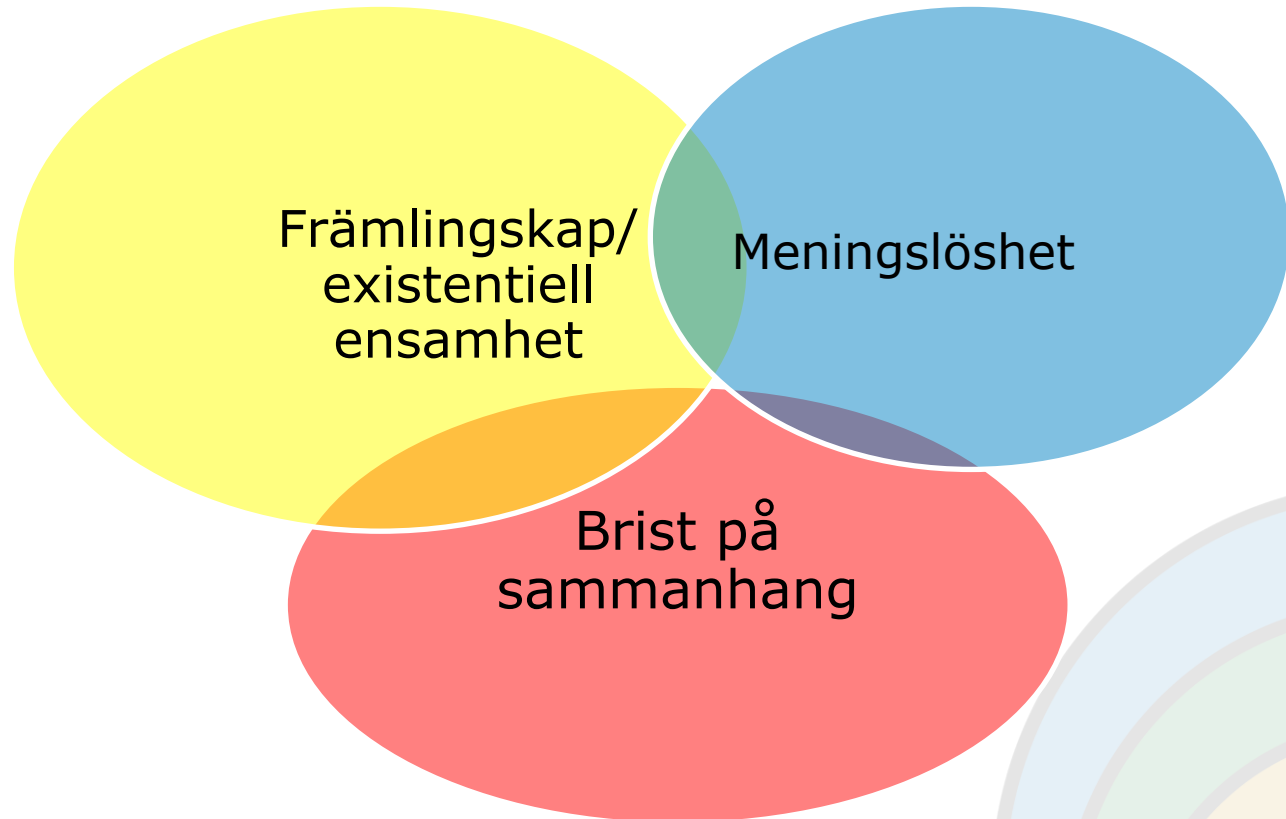 Främlingskap/
existentiell
ensamhet
Meningslöshet
Brist på
sammanhang